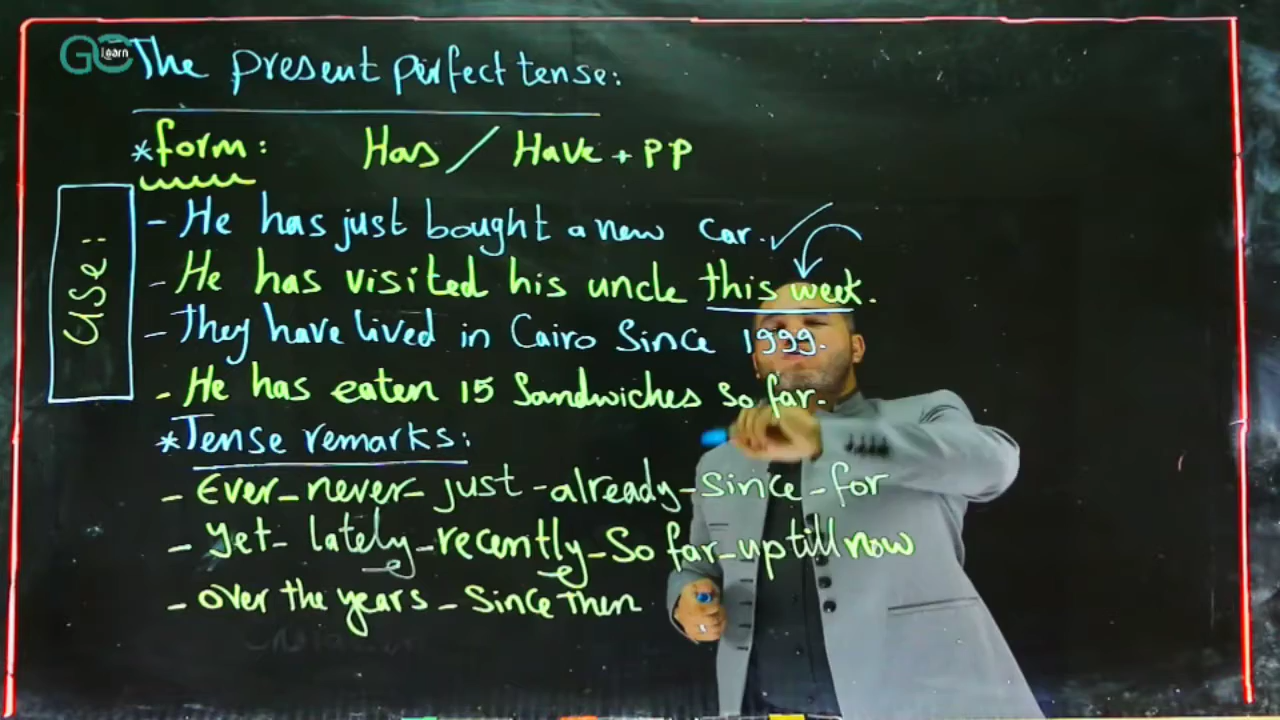 GO Learn
The present perfect tense:
*form: Has / Have + PP
Use:
- He has just bought a new car.
- He has visited his uncle this week.
- They have lived in Cairo Since 1999.
- He has eaten 15 Sandwiches So far.
*Tense remarks:
- Ever - never - just - already - since - for
- yet - lately - recently - So far - up till now
- over the years - Since Then